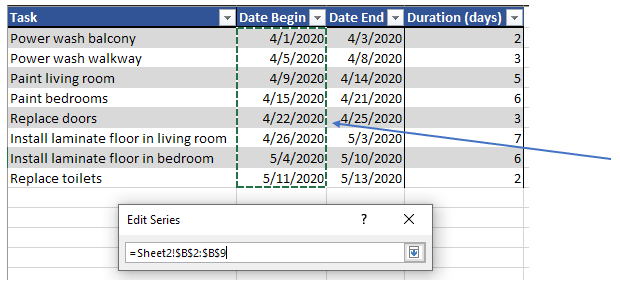 Task Date Begin Date End Duration (days)
Power wash balcony 4/1/2020 4/3/2020 2
Power wash walkway 4/5/2020 4/8/2020 3
Paint living room 4/9/2020 4/14/2020 5
Paint bedrooms 4/15/2020 4/21/2020 6
Replace doors 4/22/2020 4/25/2020 3
Install laminate floor in living room 4/26/2020 5/3/2020 7
Install laminate floor in bedroom 5/4/2020 5/10/2020 6
Replace toilets 5/11/2020 5/13/2020 2
Edit Series ?
=Sheet2!$B$2:$B$9